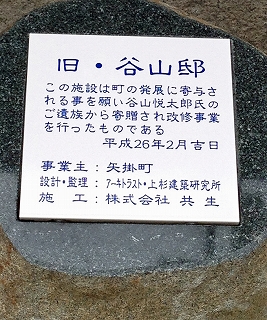 旧・谷山邸
この施設は町の発展に寄与さ
れる事を願い谷山悦太郎氏の
ご遺族から寄贈され改修事業
を行ったものである
平成26年2月吉日
事業主：矢掛町
設計・監理：アーキトラスト・上杉建築研究所
施工：株式会社 共生